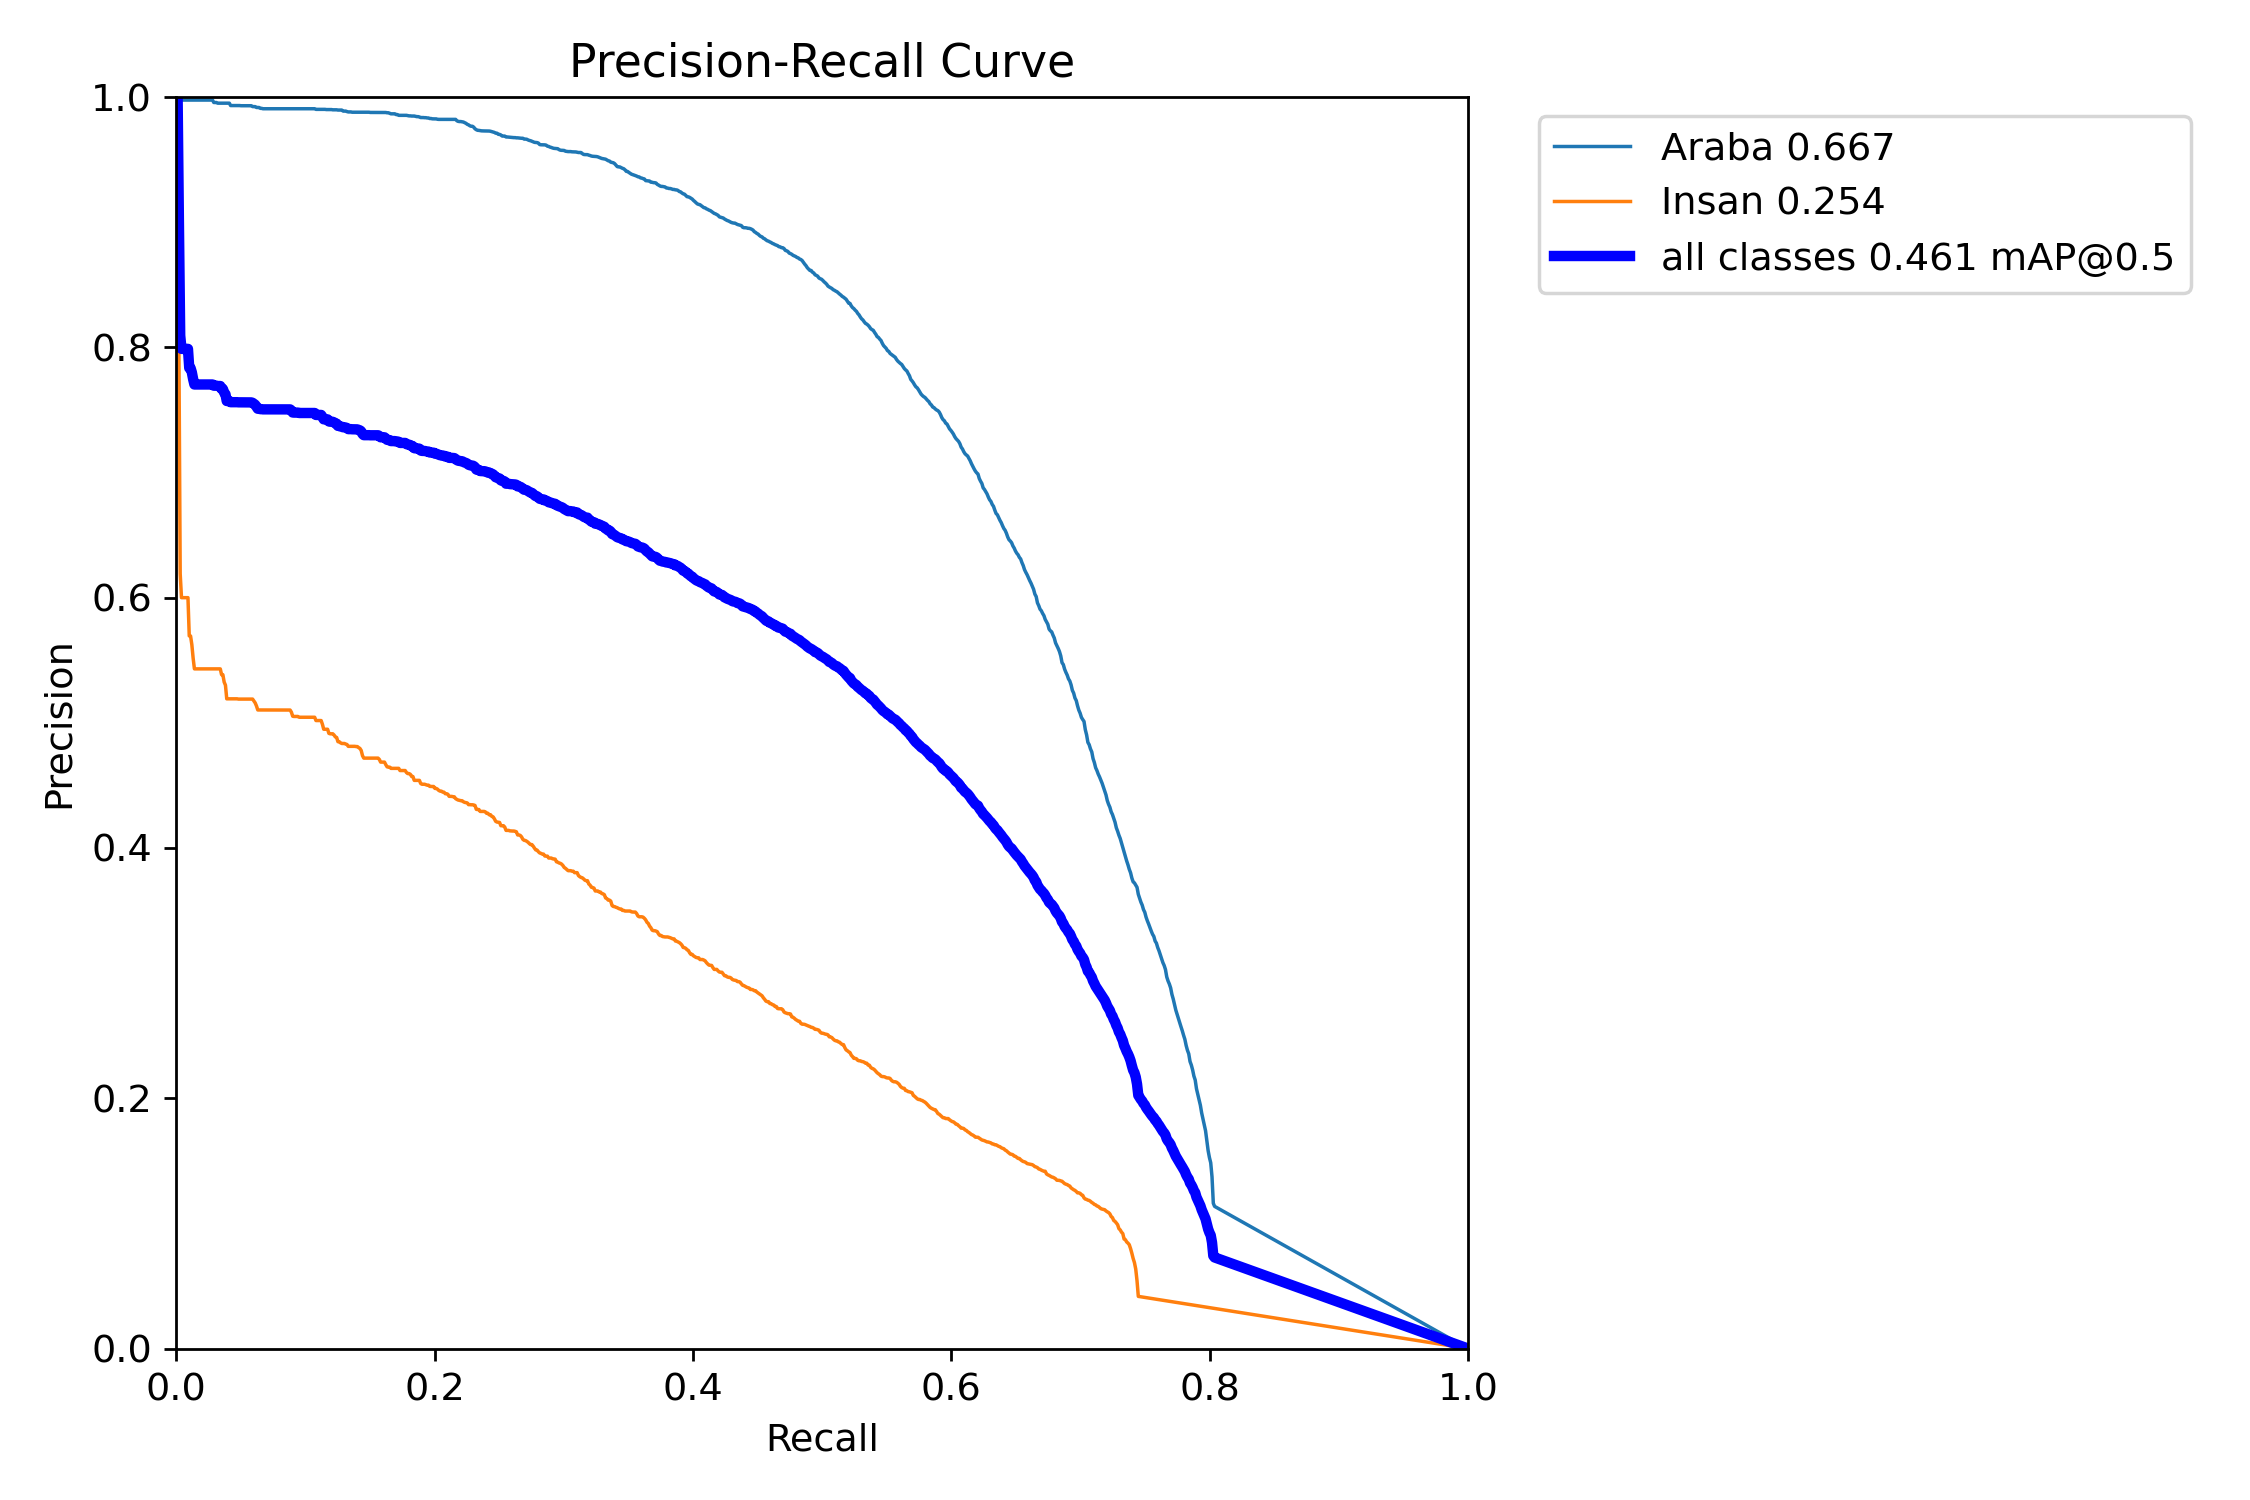 Precision-Recall Curve
Araba 0.667
Insan 0.254
all classes 0.461 mAP@0.5
Precision
1.0
0.8
0.6
0.4
0.2
0.0
0.0 0.2 0.4 0.6 0.8 1.0
Recall